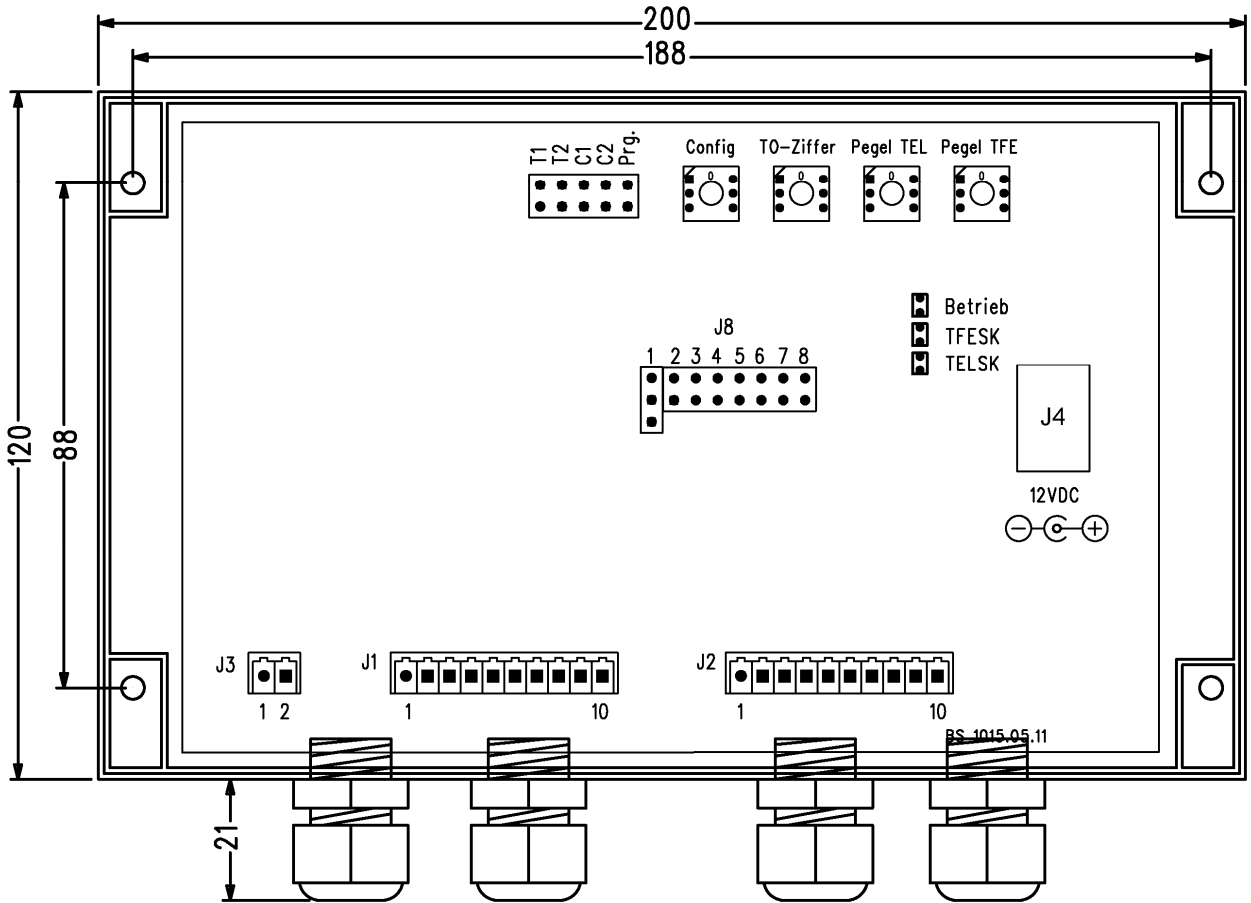 200
188
T1 T2 C1 C2 Prg.
Config TO-Ziffer Pegel TEL Pegel TFE
0 0 0 0
Betrieb
TFESK
TELSK
J8
1 2 3 4 5 6 7 8
J4
12VDC
120
88
J3
1 2
J1
1 10
J2
1 10
BS 1015.05.11
21